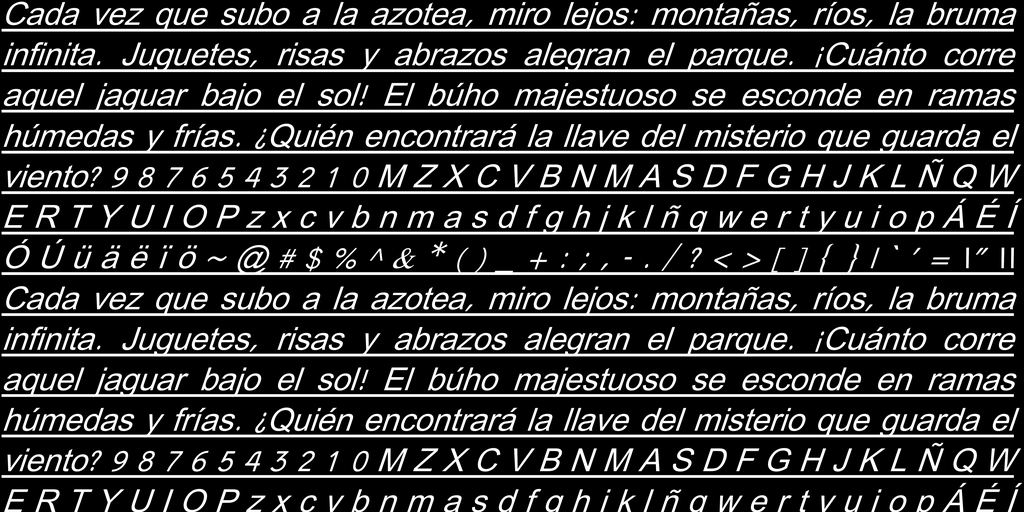 Cada vez que subo a la azotea, miro lejos: montañas, ríos, la bruma
infinita. Juguetes, risas y abrazos alegran el parque. ¡Cuánto corre
aquel jaguar bajo el sol! El búho majestuoso se esconde en ramas
húmedas y frías. ¿Quién encontrará la llave del misterio que guarda el
viento? 9 8 7 6 5 4 3 2 1 0 M Z X C V B N M A S D F G H J K L Ñ Q W
E R T Y U I O P z x c v b n m a s d f g h j k l ñ q w e r t y u i o p Á É Í
Ó Ú ü ä ë ï ö ~ @ # $ % ^ & * ( ) _ + : ; , - . / ? < > [ ] { } | ` ´ = \" \\
Cada vez que subo a la azotea, miro lejos: montañas, ríos, la bruma
infinita. Juguetes, risas y abrazos alegran el parque. ¡Cuánto corre
aquel jaguar bajo el sol! El búho majestuoso se esconde en ramas
húmedas y frías. ¿Quién encontrará la llave del misterio que guarda el
viento? 9 8 7 6 5 4 3 2 1 0 M Z X C V B N M A S D F G H J K L Ñ Q W
E R T Y U I O P z x c v b n m a s d f g h j k l ñ q w e r t y u i o p Á É Í